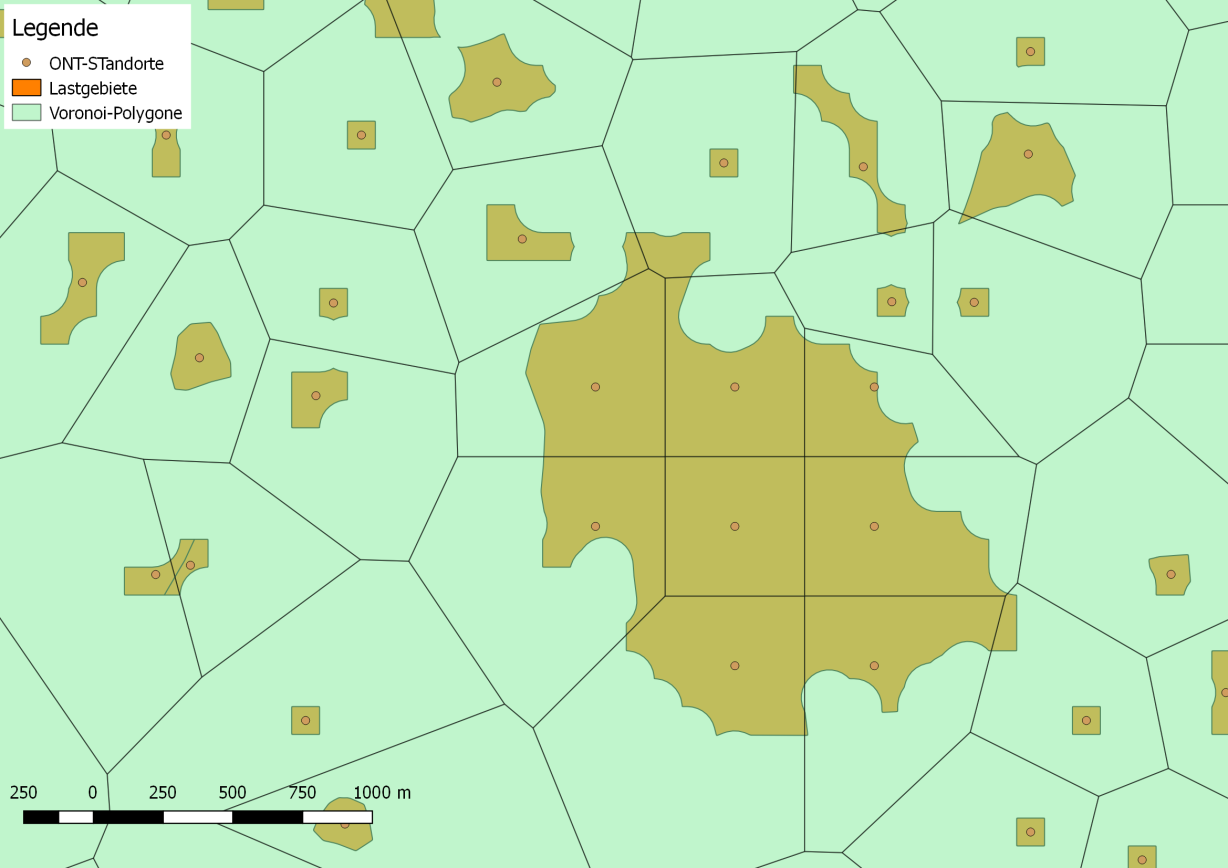 Legende
ONT-STandorte
Lastgebiete
Voronoi-Polygone
250 0 250 500 750 1000 m